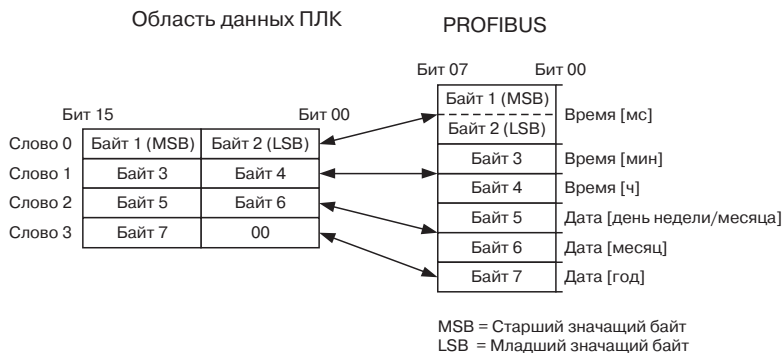 Область данных ПЛК
PROFIBUS
Бит 07 Бит 00
Байт 1 (MSB)
Байт 2 (LSB)
Время [мс]
Бит 15 Бит 00
Слово 0 Байт 1 (MSB) Байт 2 (LSB)
Слово 1 Байт 3 Байт 4
Слово 2 Байт 5 Байт 6
Слово 3 Байт 7 00
Байт 3 Время [мин]
Байт 4 Время [ч]
Байт 5 Дата [день недели/месяца]
Байт 6 Дата [месяц]
Байт 7 Дата [год]
MSB = Старший значащий байт
LSB = Младший значащий байт